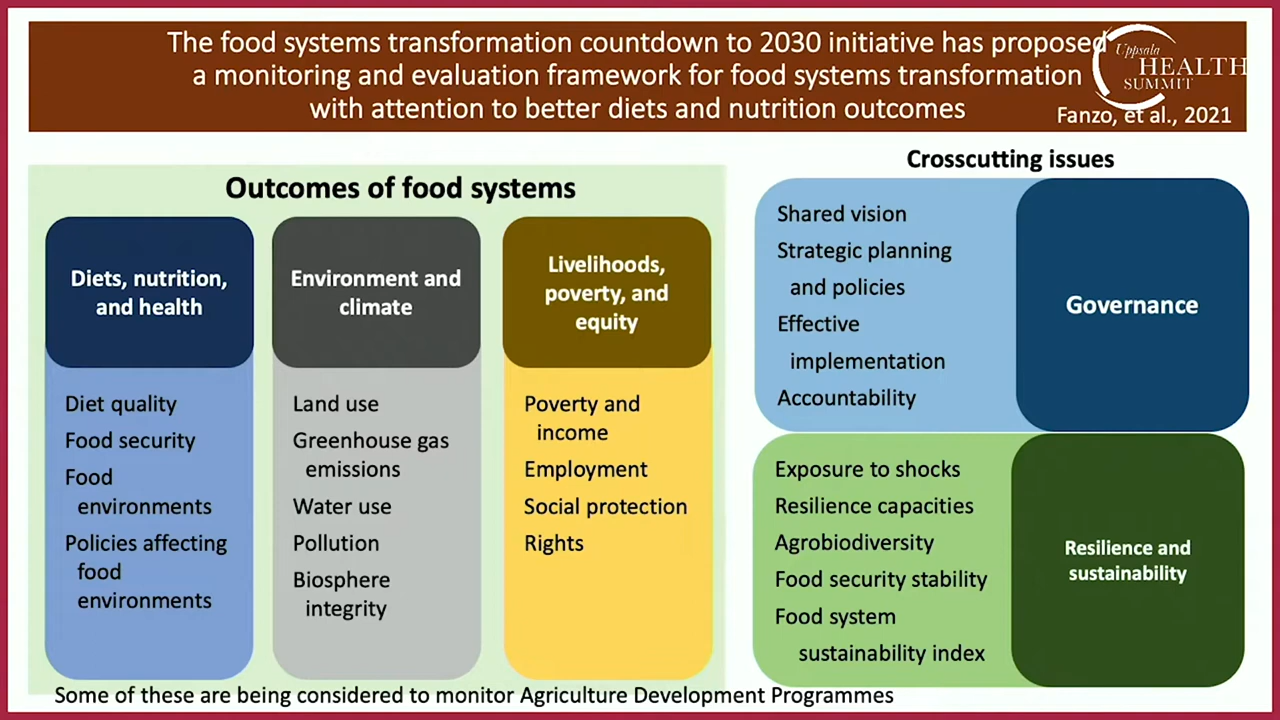 The food systems transformation countdown to 2030 initiative has proposed
a monitoring and evaluation framework for food systems transformation
with attention to better diets and nutrition outcomes
Uppsala
HEALTH
SUMMIT
Fanzo, et al., 2021
Outcomes of food systems
Diets, nutrition,
and health
Diet quality
Food security
Food
environments
Policies affecting
food
environments
Environment and
climate
Land use
Greenhouse gas
emissions
Water use
Pollution
Biosphere
integrity
Livelihoods,
poverty, and
equity
Poverty and
income
Employment
Social protection
Rights
Crosscutting issues
Shared vision
Strategic planning
and policies
Effective
implementation
Accountability
Governance
Exposure to shocks
Resilience capacities
Agrobiodiversity
Food security stability
Food system
sustainability index
Resilience and
sustainability
Some of these are being considered to monitor Agriculture Development Programmes